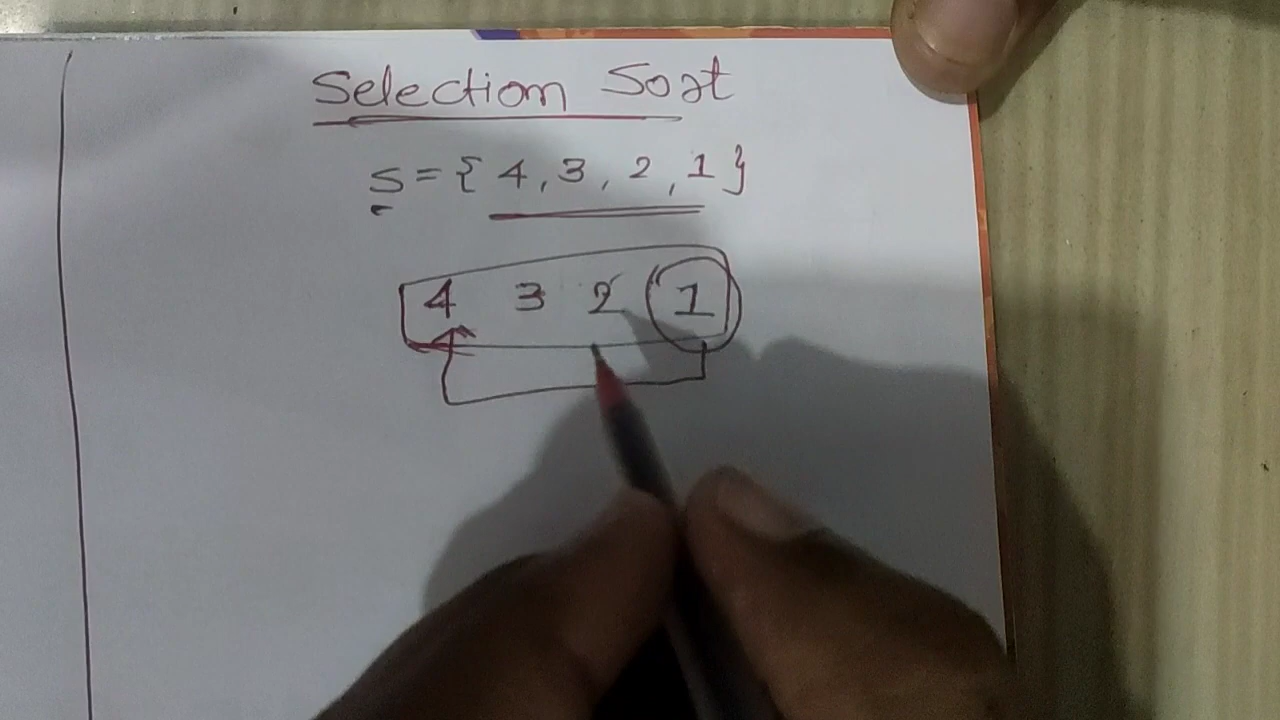 Selection Sort
S = { 4, 3, 2, 1 }
4 3 2 1